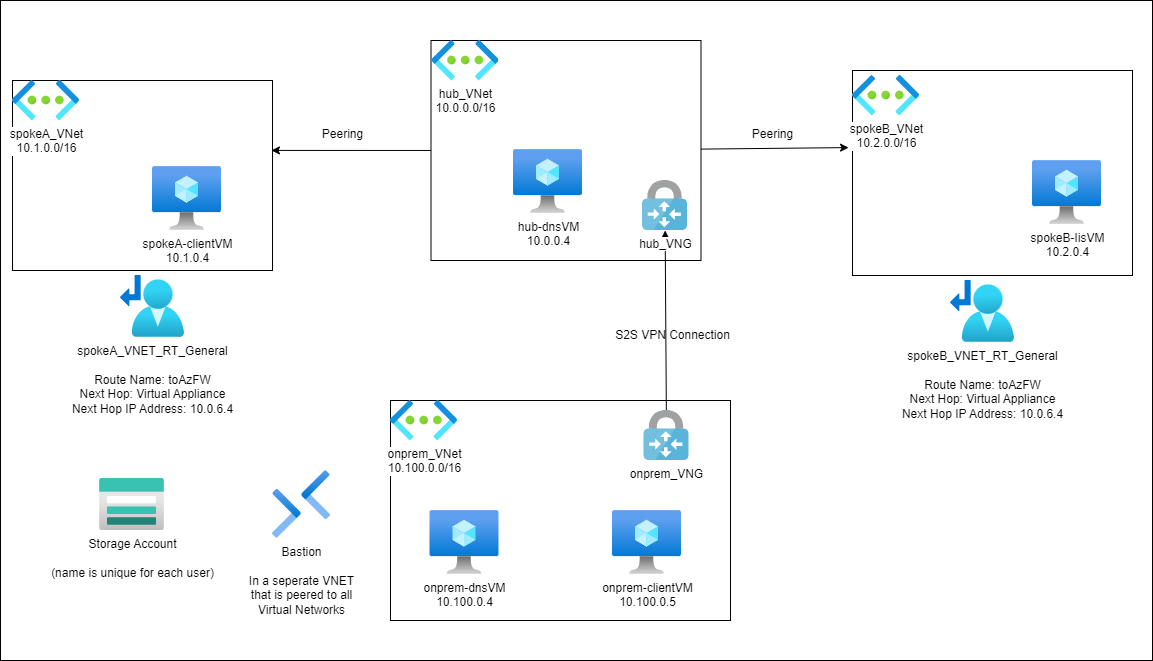 hub_VNet
10.0.0.0/16
hub-dnsVM
10.0.0.4
hub_VNG
Peering
Peering
spokeA_VNet
10.1.0.0/16
spokeA-clientVM
10.1.0.4
spokeB_VNet
10.2.0.0/16
spokeB-lisVM
10.2.0.4
spokeA_VNET_RT_General
Route Name: toAzFW
Next Hop: Virtual Appliance
Next Hop IP Address: 10.0.6.4
S2S VPN Connection
spokeB_VNET_RT_General
Route Name: toAzFW
Next Hop: Virtual Appliance
Next Hop IP Address: 10.0.6.4
Storage Account
(name is unique for each user)
Bastion
In a seperate VNET
that is peered to all
Virtual Networks
onprem_VNet
10.100.0.0/16
onprem_VNG
onprem-dnsVM
10.100.0.4
onprem-clientVM
10.100.0.5